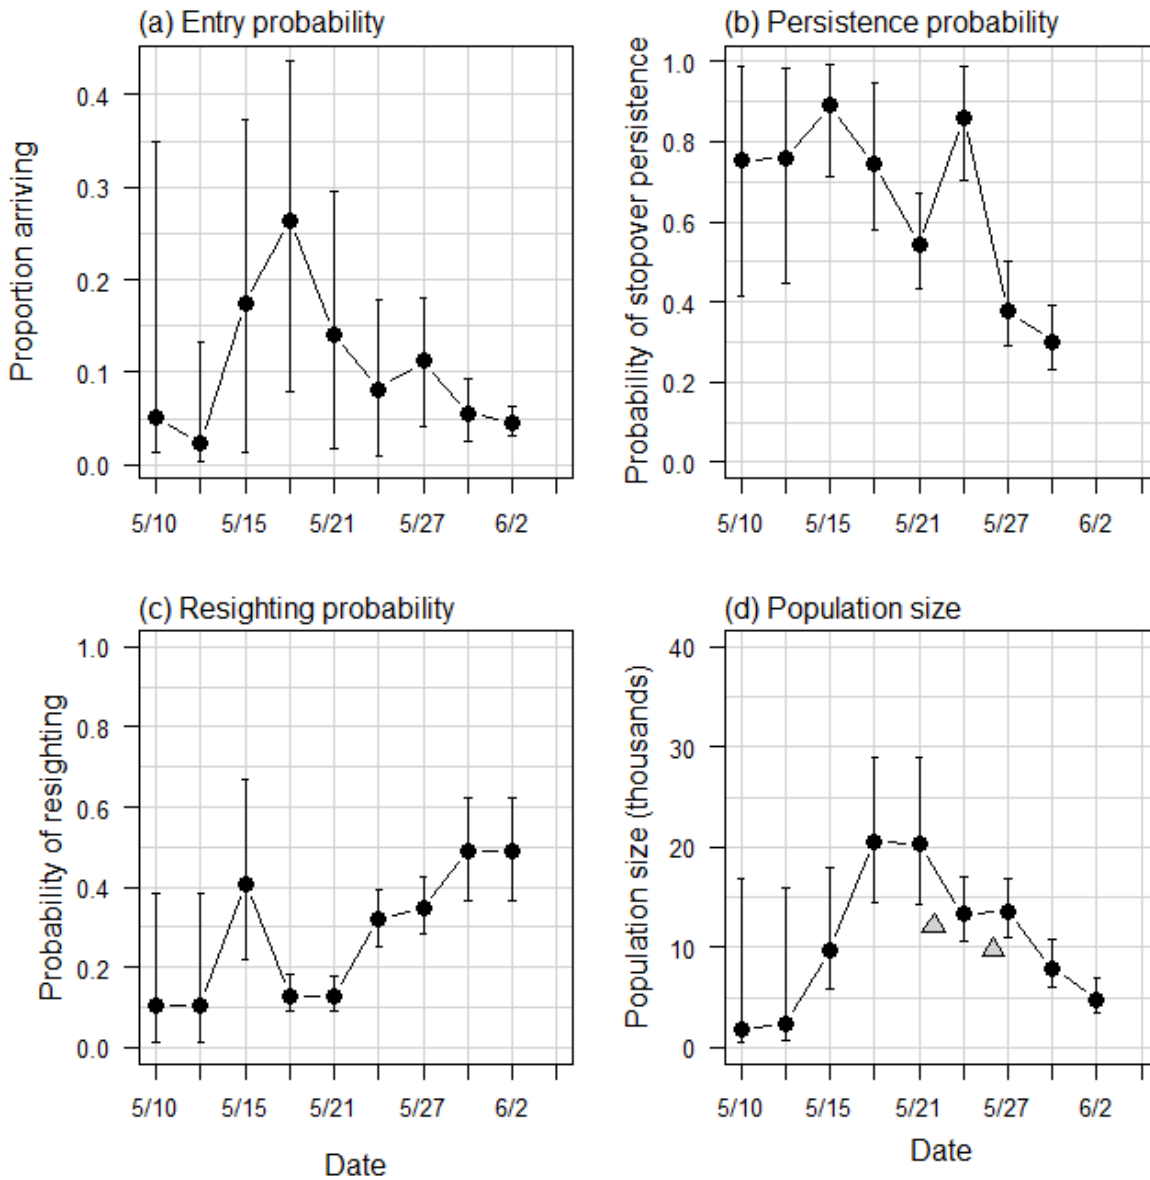 (a) Entry probability
Proportion arriving
0.4
0.3
0.2
0.1
0.0
5/10 5/15 5/21 5/27 6/2
(b) Persistence probability
Probability of stopover persistence
1.0
0.8
0.6
0.4
0.2
0.0
5/10 5/15 5/21 5/27 6/2
(c) Resighting probability
Probability of resighting
1.0
0.8
0.6
0.4
0.2
0.0
5/10 5/15 5/21 5/27 6/2
Date
(d) Population size
Population size (thousands)
40
30
20
10
0
5/10 5/15 5/21 5/27 6/2
Date